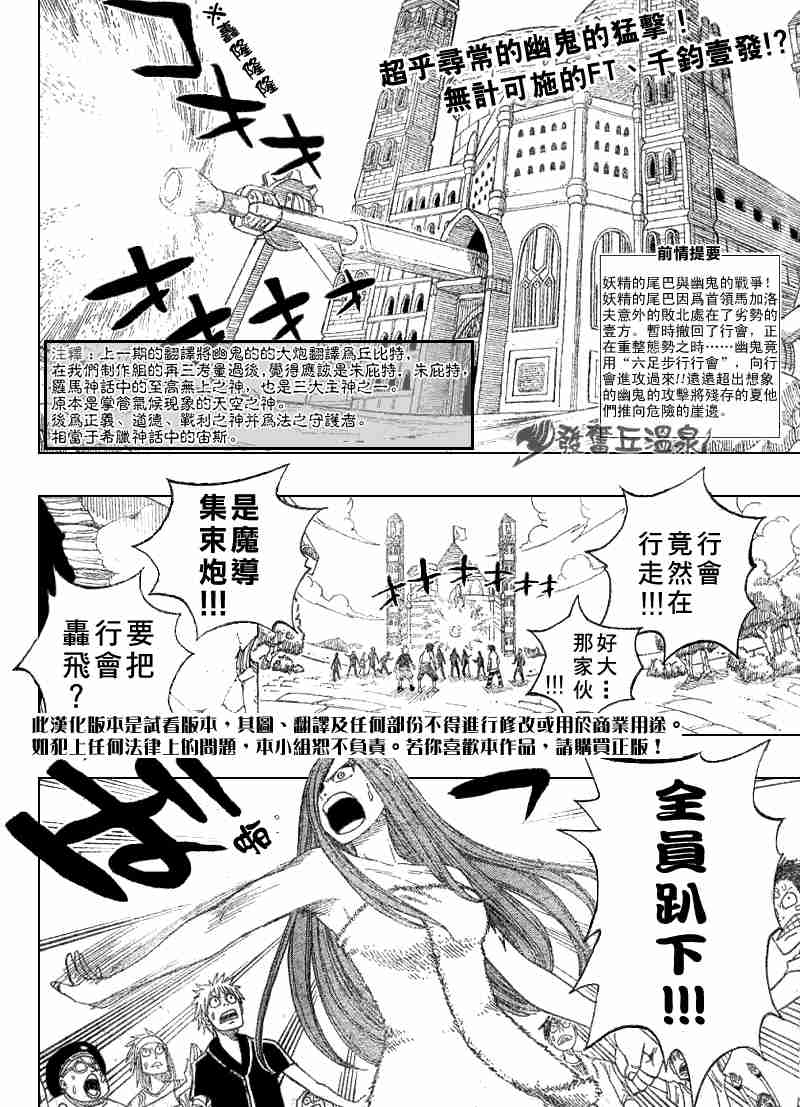 超乎尋常的幽鬼的猛擊！
無計可施的FT、千鈞壹發!?
※轟隆隆隆
前情提要
妖精的尾巴與幽鬼的戰爭！
妖精的尾巴因爲首領馬加洛
夫意外的敗北處在了劣勢的
壹方。暫時撤回了行會，正
在重整態勢之時……幽鬼竟
用“六足步行行會”，向行
會進攻過來!!遠遠超出想象
的幽鬼的攻擊將殘存的夏他
們推向危險的崖邊。
注釋：上一期的翻譯將幽鬼的的大炮翻譯爲丘比特，
在我們制作組的再三考量過後，覺得應該是朱庇特，朱庇特，
羅馬神話中的至高無上之神，也是三大主神之一。
原本是掌管氣候現象的天空之神。
後爲正義、道德、戰利之神并爲法之守護者。
相當于希臘神話中的宙斯。
發奮丘溫泉
行會
竟然在
行走!!!
好大…
那家伙
!!!
是魔導
集束炮
!!!
要把
行會
轟飛？
此漢化版本是試看版本，其圖、翻譯及任何部份不得進行修改或用於商業用途。
如犯上任何法律上的問題，本小組恕不負責。若你喜歡本作品，請購買正版！
全員趴下!!!